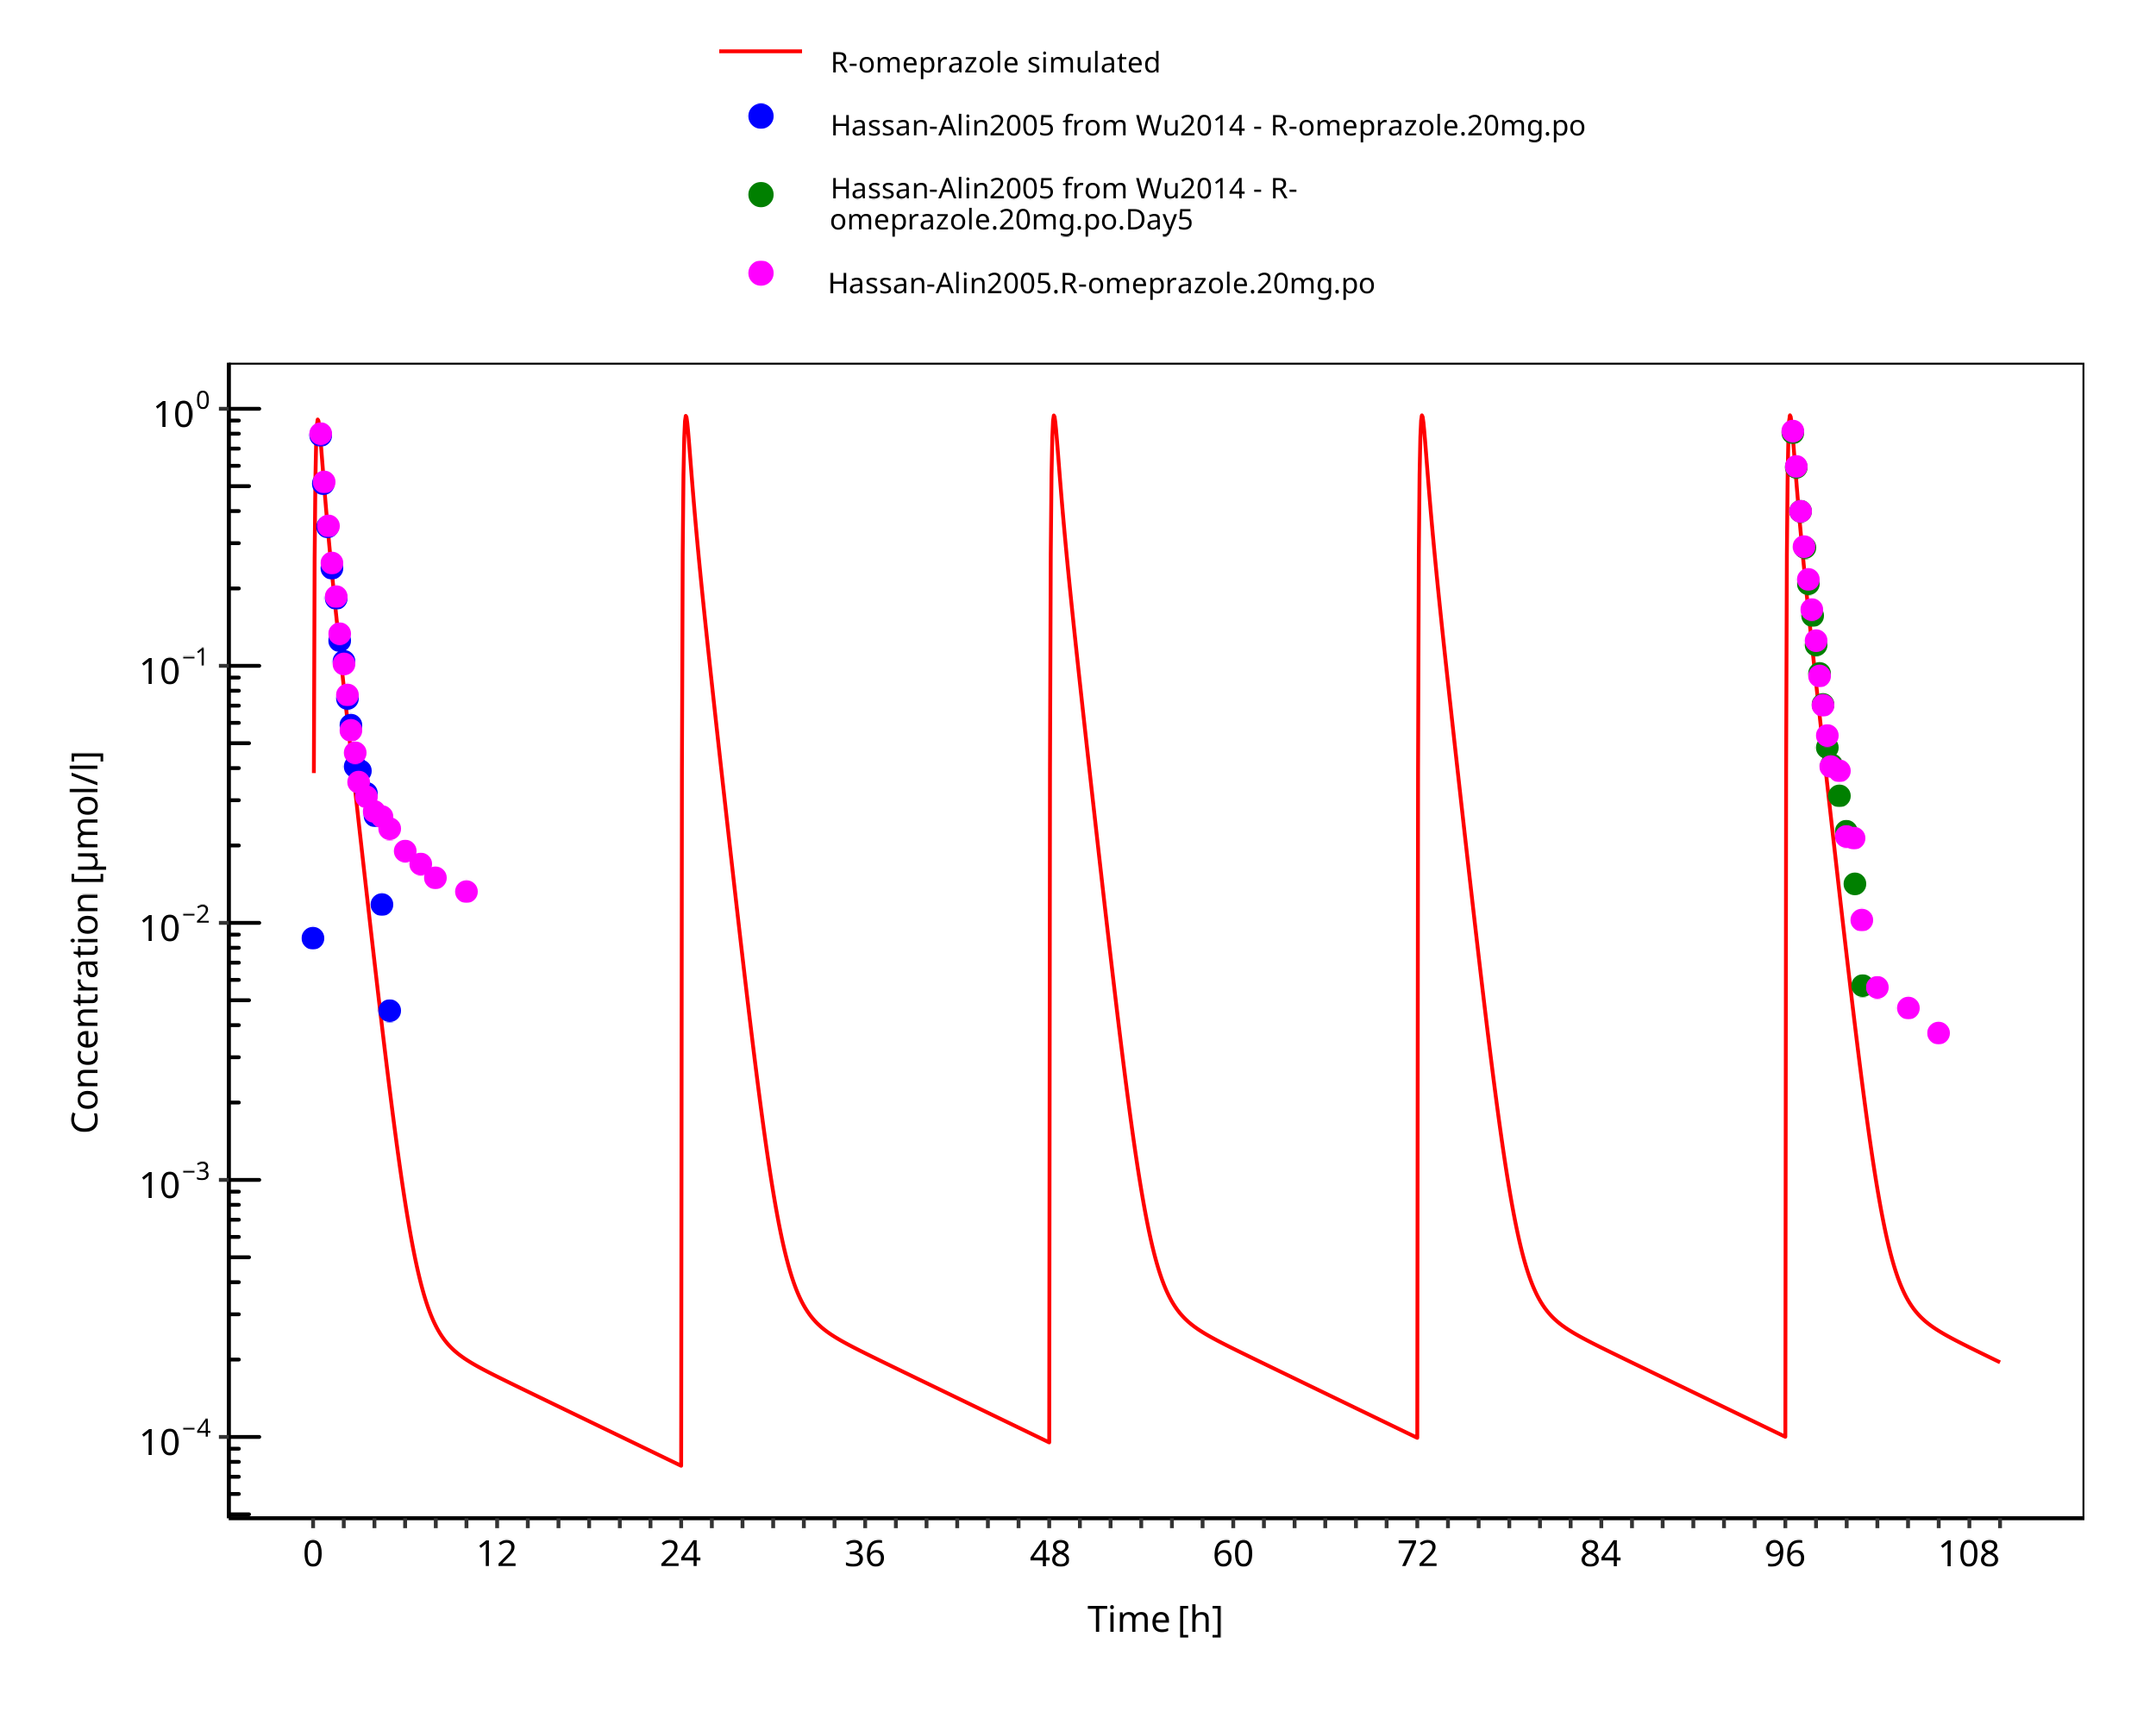 R-omeprazole simulated
Hassan-Alin2005 from Wu2014 - R-omeprazole.20mg.po
Hassan-Alin2005 from Wu2014 - R-
omeprazole.20mg.po.Day5
Hassan-Alin2005.R-omeprazole.20mg.po
10⁰
10⁻¹
10⁻²
10⁻³
10⁻⁴
Concentration [µmol/l]
0 12 24 36 48 60 72 84 96 108
Time [h]